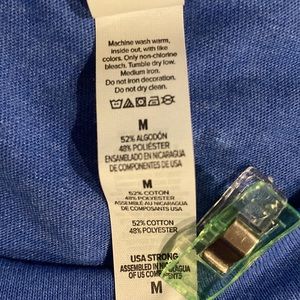 Machine wash warm,
inside out, with like
colors. Only non-chlorine
bleach. Tumble dry low.
Medium iron.
Do not iron decoration.
Do not dry clean.
M
52% ALGODÓN
48% POLIÉSTER
ENSAMBLADO EN NICARAGUA
DE COMPONENTES DE USA
M
52% COTON
48% POLYESTER
ASSEMBLÉ AU NICARAGUA
DE COMPOSANTS USA
52% COTTON
48% POLYESTER
USA STRONG
ASSEMBLED IN NICARAGUA
OF US COMPONENTS
M